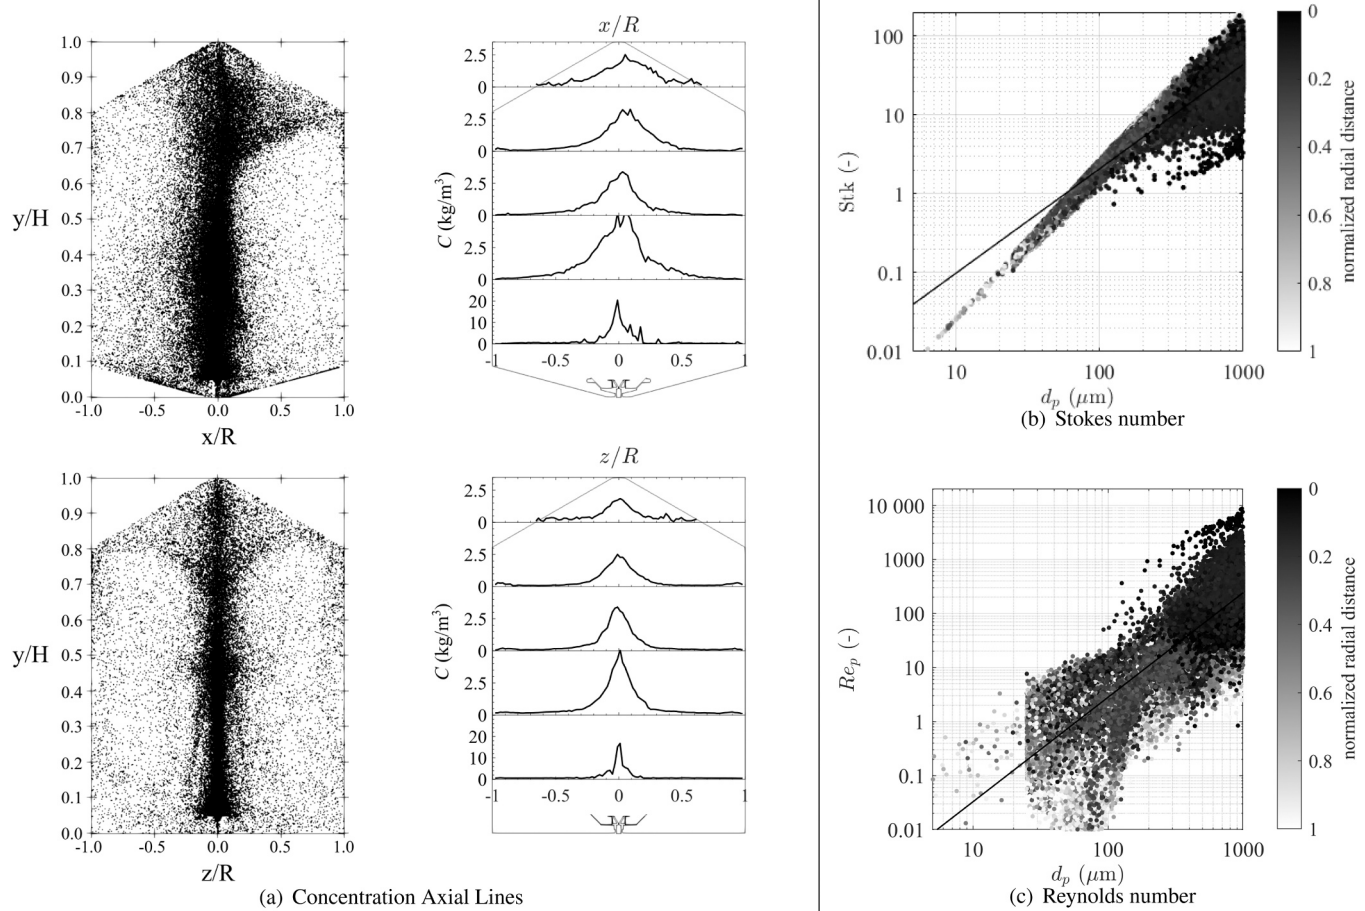 x/R
1.0
0.9
0.8
0.7
0.6
y/H
0.5
0.4
0.3
0.2
0.1
0.0
-1.0 -0.5 0.0 0.5 1.0
x/R
2.5
0
2.5
0
2.5
0
C (kg/m³)
2.5
0
20
10
0
-1 -0.5 0 0.5 1
1.0
0.9
0.8
0.7
0.6
y/H
0.5
0.4
0.3
0.2
0.1
0.0
-1.0 -0.5 0.0 0.5 1.0
z/R
z/R
2.5
0
2.5
0
2.5
0
C (kg/m³)
2.5
0
20
10
0
-1 -0.5 0 0.5 1
(a) Concentration Axial Lines
100
10
Stk (-)
1
0.1
0.01
10 100 1000
d_p (μm)
0
0.2
0.4
0.6
0.8
1
normalized radial distance
(b) Stokes number
10 000
1000
100
Re_p (-)
10
1
0.1
0.01
10 100 1000
d_p (μm)
0
0.2
0.4
0.6
0.8
1
normalized radial distance
(c) Reynolds number